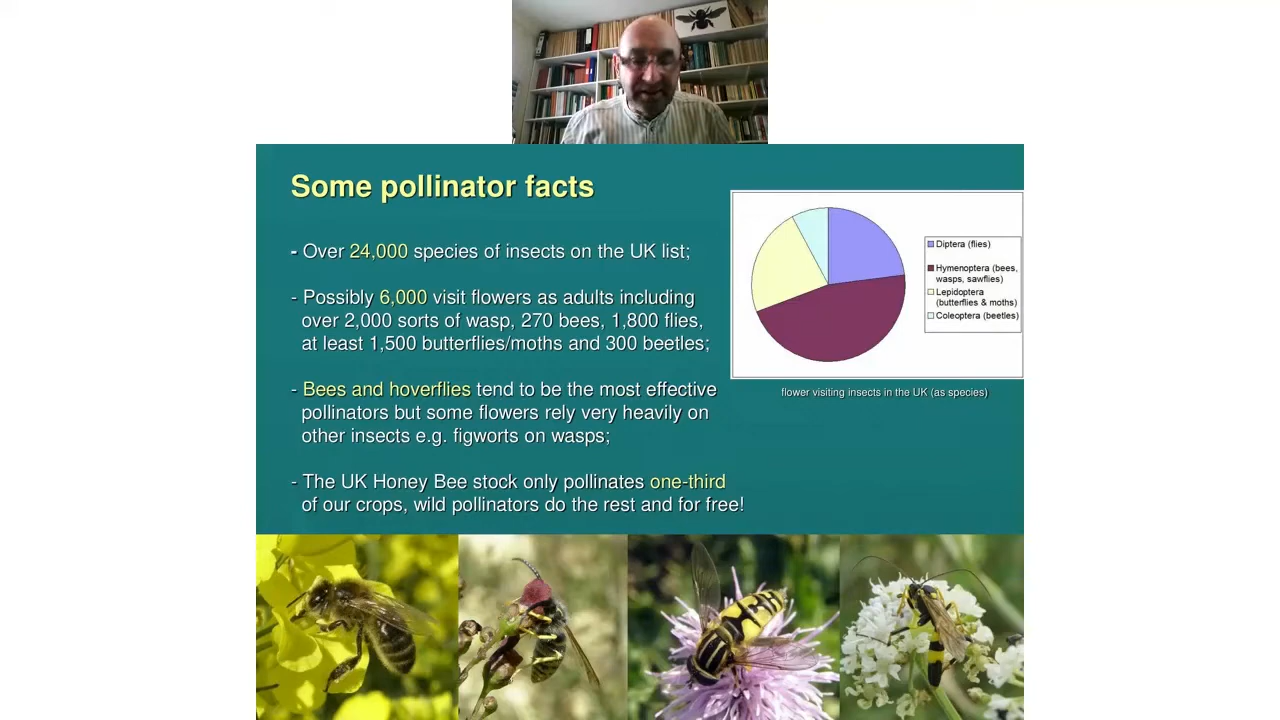 Some pollinator facts
- Over 24,000 species of insects on the UK list;
- Possibly 6,000 visit flowers as adults including
over 2,000 sorts of wasp, 270 bees, 1,800 flies,
at least 1,500 butterflies/moths and 300 beetles;
- Bees and hoverflies tend to be the most effective
pollinators but some flowers rely very heavily on
other insects e.g. figworts on wasps;
- The UK Honey Bee stock only pollinates one-third
of our crops, wild pollinators do the rest and for free!
Diptera (flies)
Hymenoptera (bees,
wasps, sawflies)
Lepidoptera
(butterflies & moths)
Coleoptera (beetles)
flower visiting insects in the UK (as species)